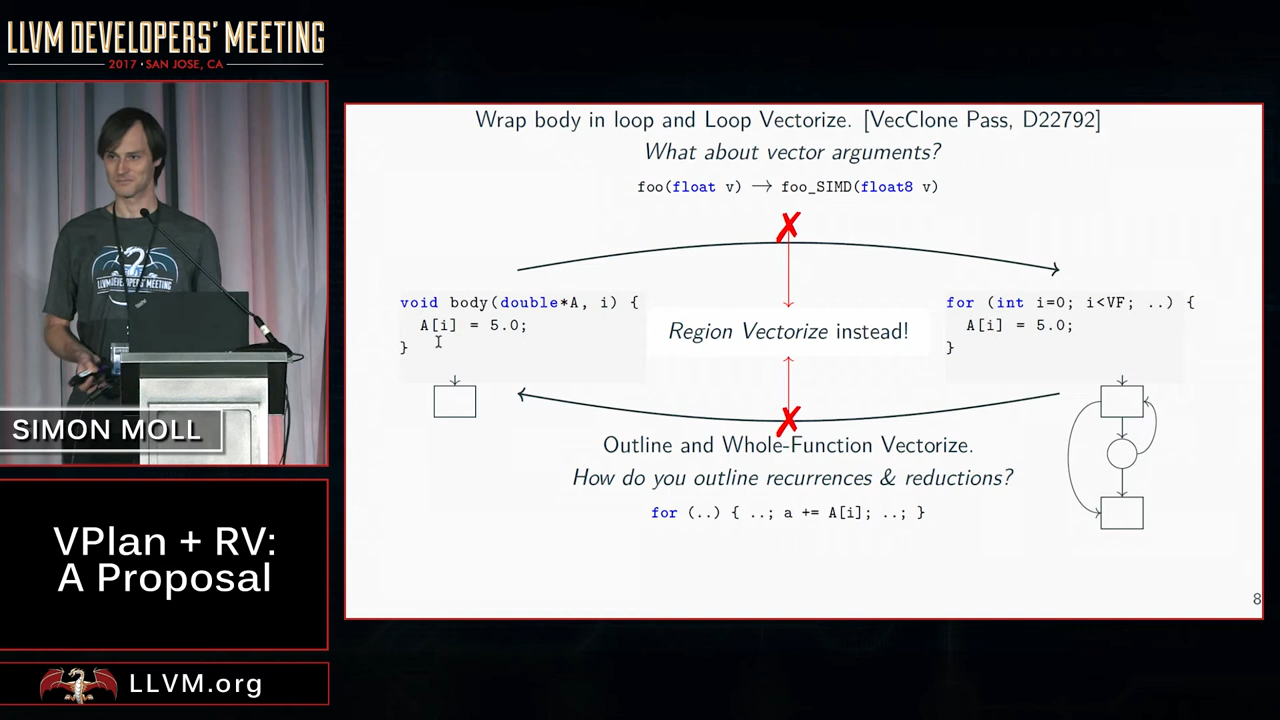 LLVM DEVELOPERS' MEETING
2017 · SAN JOSE, CA
SIMON MOLL
VPlan + RV:
A Proposal
LLVM.org
Wrap body in loop and Loop Vectorize. [VecClone Pass, D22792]
What about vector arguments?
foo(float v) → foo_SIMD(float8 v)
void body(double*A, i) {
A[i] = 5.0;
}
Region Vectorize instead!
for (int i=0; i<VF; ..) {
A[i] = 5.0;
}
Outline and Whole-Function Vectorize.
How do you outline recurrences & reductions?
for (..) { ..; a += A[i]; ..; }
8